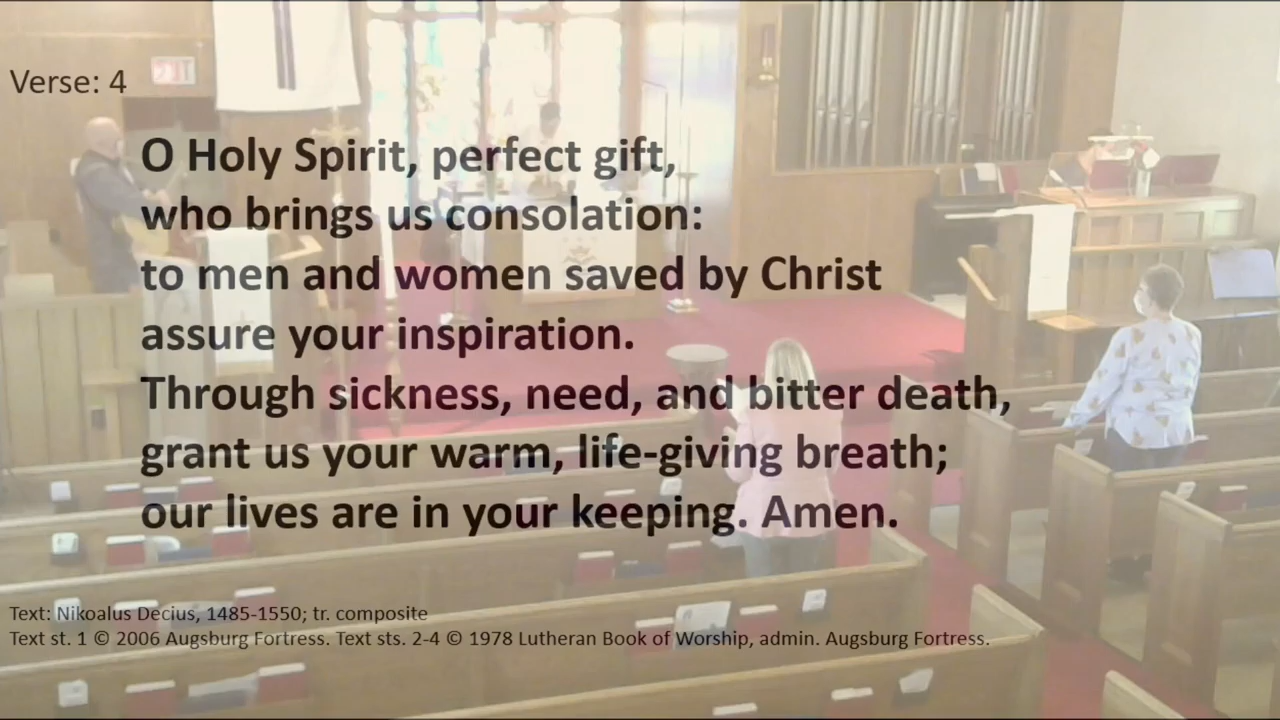 Verse: 4
O Holy Spirit, perfect gift,
who brings us consolation:
to men and women saved by Christ
assure your inspiration.
Through sickness, need, and bitter death,
grant us your warm, life-giving breath;
our lives are in your keeping. Amen.
Text: Nikoalus Decius, 1485-1550; tr. composite
Text st. 1 © 2006 Augsburg Fortress. Text sts. 2-4 © 1978 Lutheran Book of Worship, admin. Augsburg Fortress.